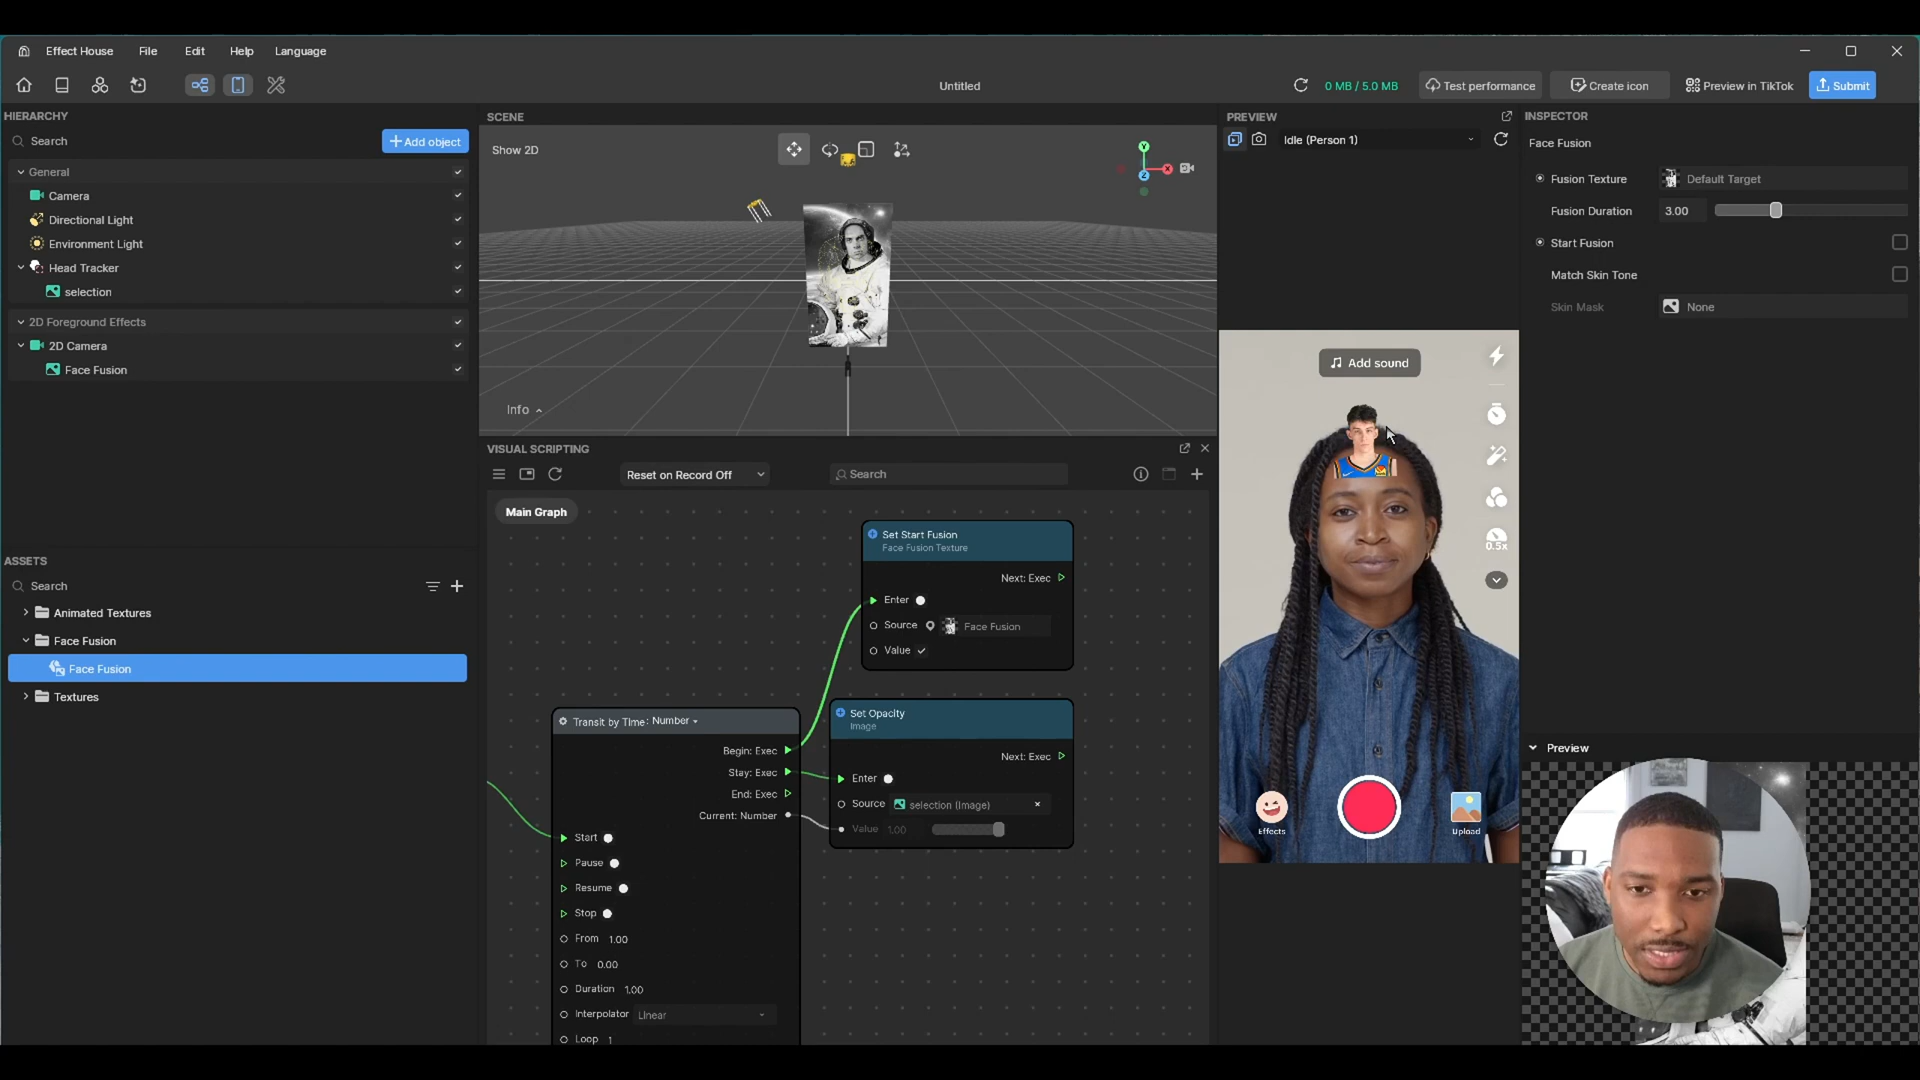 Effect House File Edit Help Language
Untitled
0 MB / 5.0 MB
Test performance
Create icon
Preview in TikTok
Submit
HIERARCHY
Search
Add object
General
Camera
Directional Light
Environment Light
Head Tracker
selection
2D Foreground Effects
2D Camera
Face Fusion
ASSETS
Search
Animated Textures
Face Fusion
Face Fusion
Textures
SCENE
Show 2D
Y
X
Z
Info
VISUAL SCRIPTING
Reset on Record Off
Search
Main Graph
Set Start Fusion
Face Fusion Texture
Next: Exec
Enter
Source Face Fusion
Value
Transit by Time: Number
Begin: Exec
Stay: Exec
End: Exec
Current: Number
Start
Pause
Resume
Stop
From 1.00
To 0.00
Duration 1.00
Interpolator Linear
Loop 1
Set Opacity
Image
Next: Exec
Enter
Source selection (Image)
Value 1.00
PREVIEW
Idle (Person 1)
Add sound
0.5x
Effects
Upload
INSPECTOR
Face Fusion
Fusion Texture Default Target
Fusion Duration 3.00
Start Fusion
Match Skin Tone
Skin Mask None
Preview